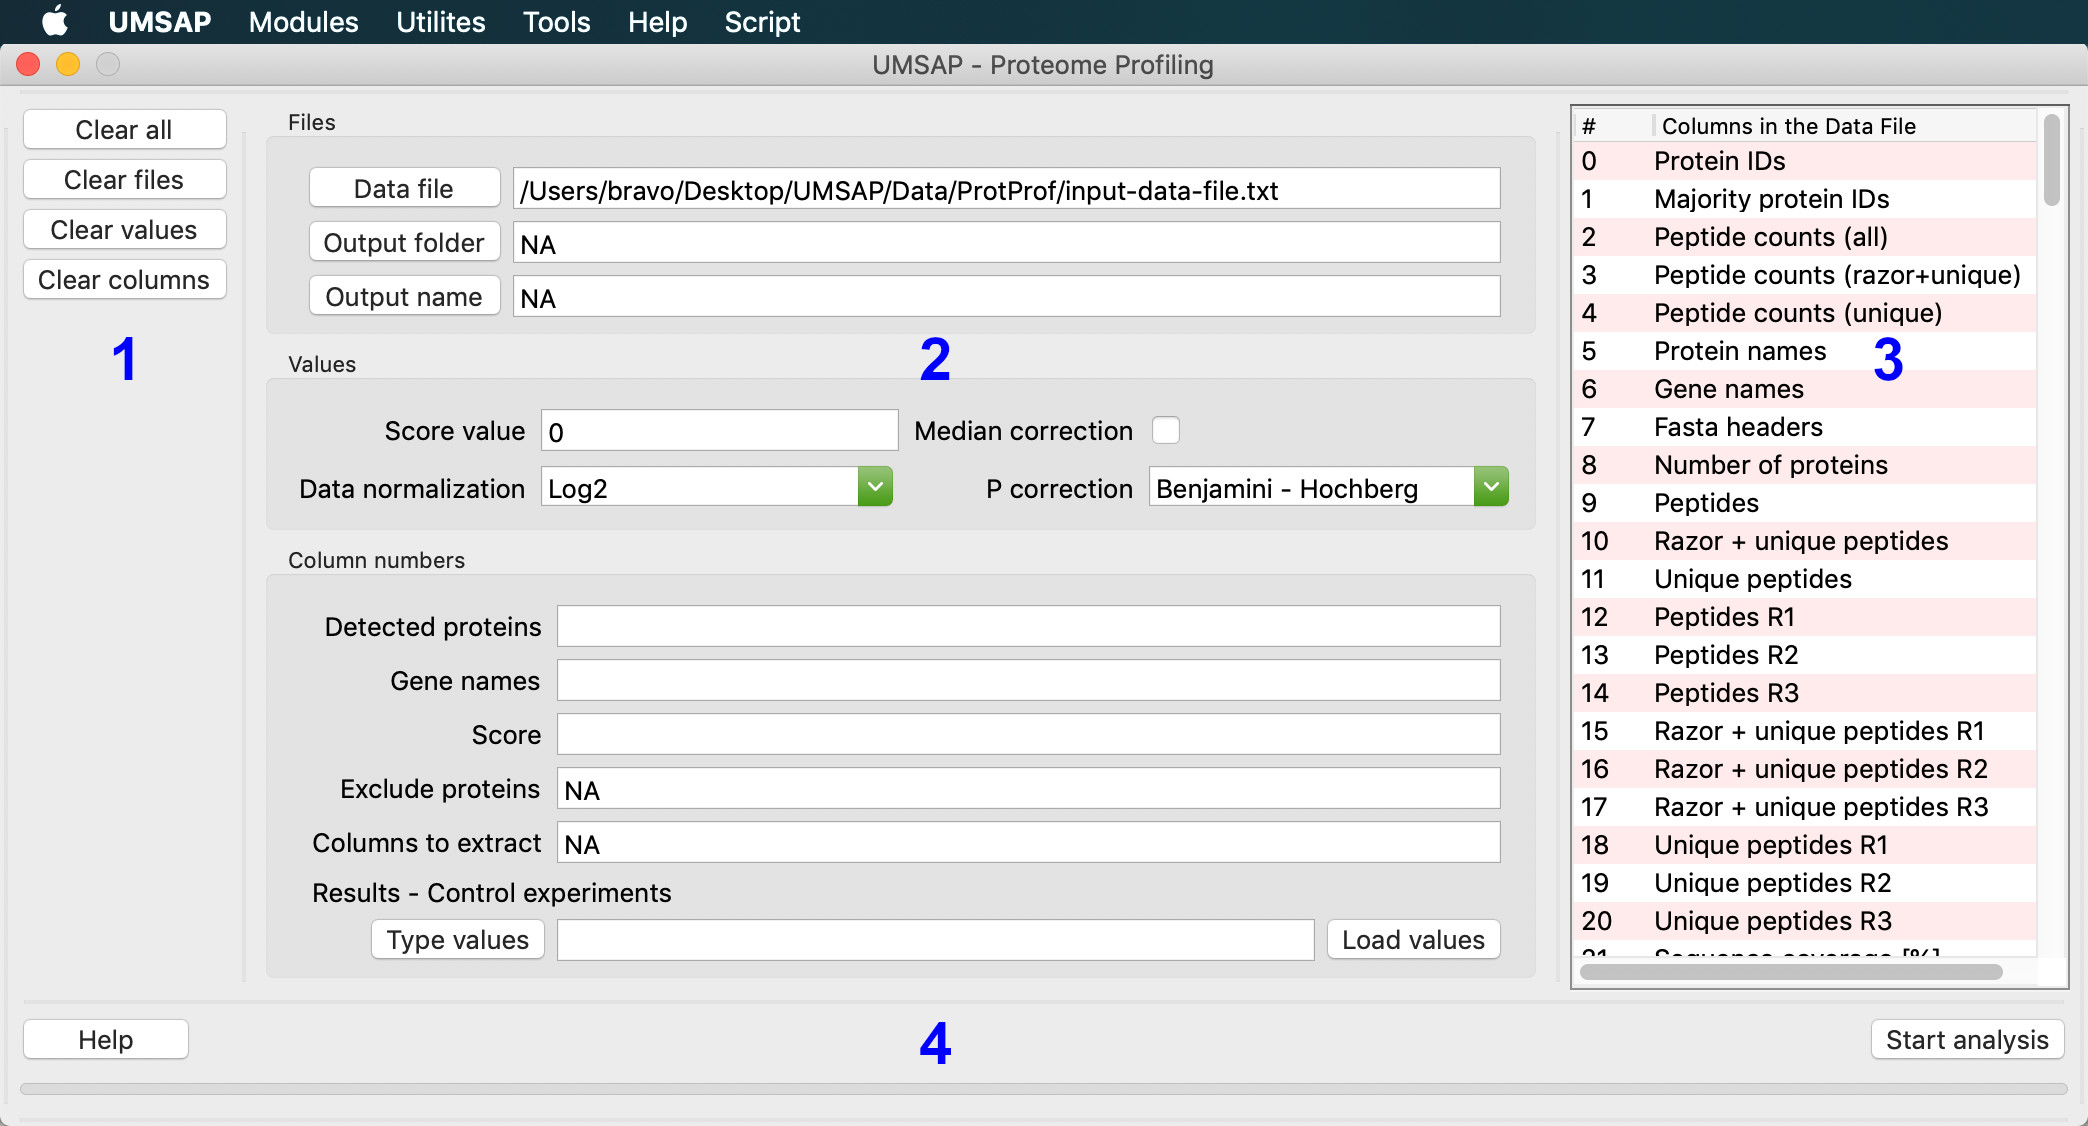 UMSAP Modules Utilites Tools Help Script
UMSAP - Proteome Profiling
Clear all
Clear files
Clear values
Clear columns
1
Files
Data file /Users/bravo/Desktop/UMSAP/Data/ProtProf/input-data-file.txt
Output folder NA
Output name NA
2
Values
Score value 0 Median correction
Data normalization Log2 P correction Benjamini - Hochberg
Column numbers
Detected proteins
Gene names
Score
Exclude proteins NA
Columns to extract NA
Results - Control experiments
Type values Load values
# Columns in the Data File
0 Protein IDs
1 Majority protein IDs
2 Peptide counts (all)
3 Peptide counts (razor+unique)
4 Peptide counts (unique)
5 Protein names
3
6 Gene names
7 Fasta headers
8 Number of proteins
9 Peptides
10 Razor + unique peptides
11 Unique peptides
12 Peptides R1
13 Peptides R2
14 Peptides R3
15 Razor + unique peptides R1
16 Razor + unique peptides R2
17 Razor + unique peptides R3
18 Unique peptides R1
19 Unique peptides R2
20 Unique peptides R3
21 Sequence coverage [%]
Help
4
Start analysis